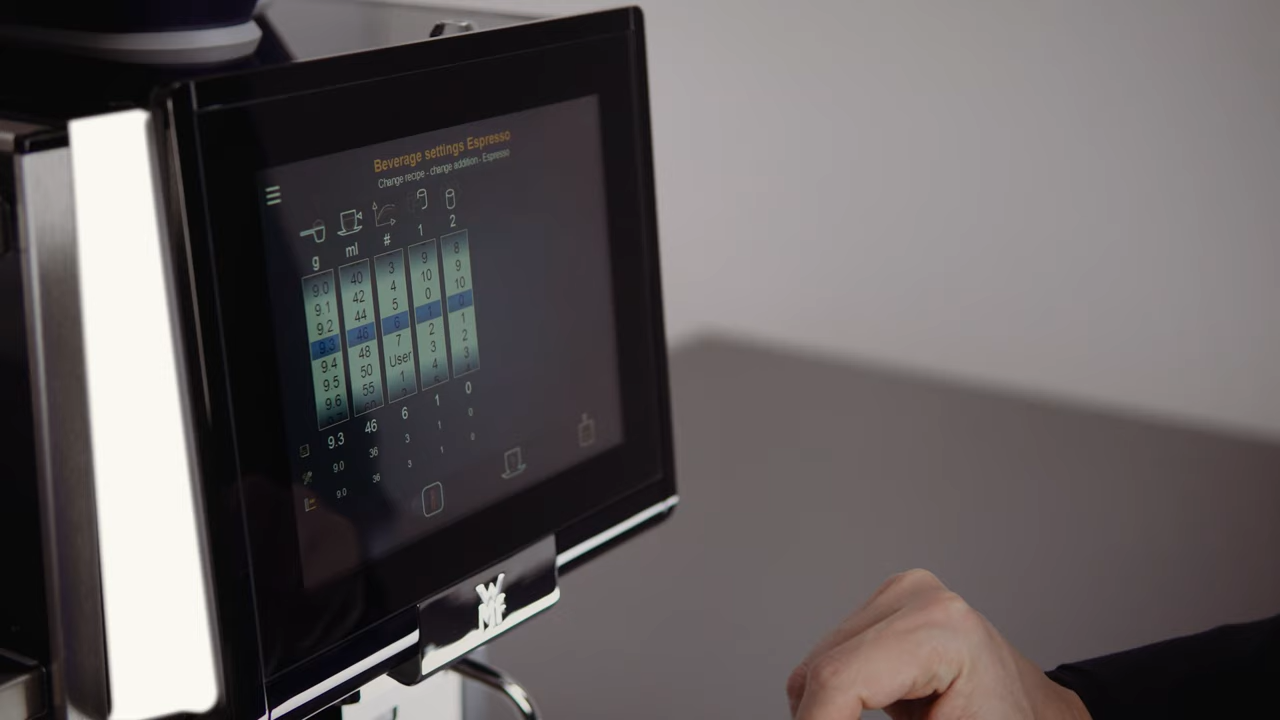 Beverage settings Espresso
Change recipe - change addition - Espresso
g ml # 1 2
9.0 40 3 9 8
9.1 42 4 10 9
9.2 44 5 0 10
9.3 46 6 1 0
9.4 48 7 2 1
9.5 50 User 3 2
9.6 55 1 4 3
9.3 46 6 1 0
9.0 36 3 1 0
9.0 36 3 1 0
WMF